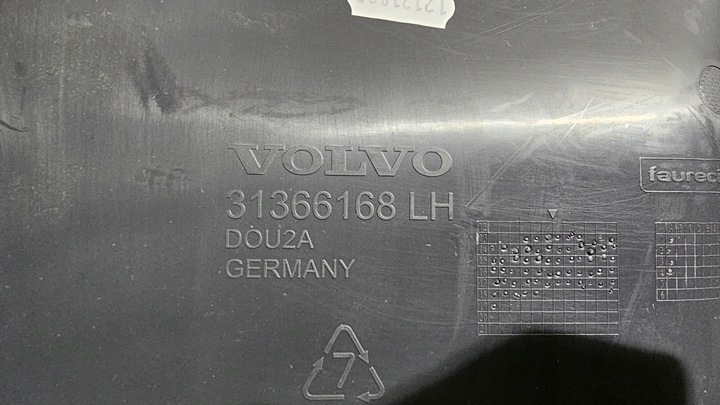 VOLVO
31366168 LH
DOU2A
GERMANY
7